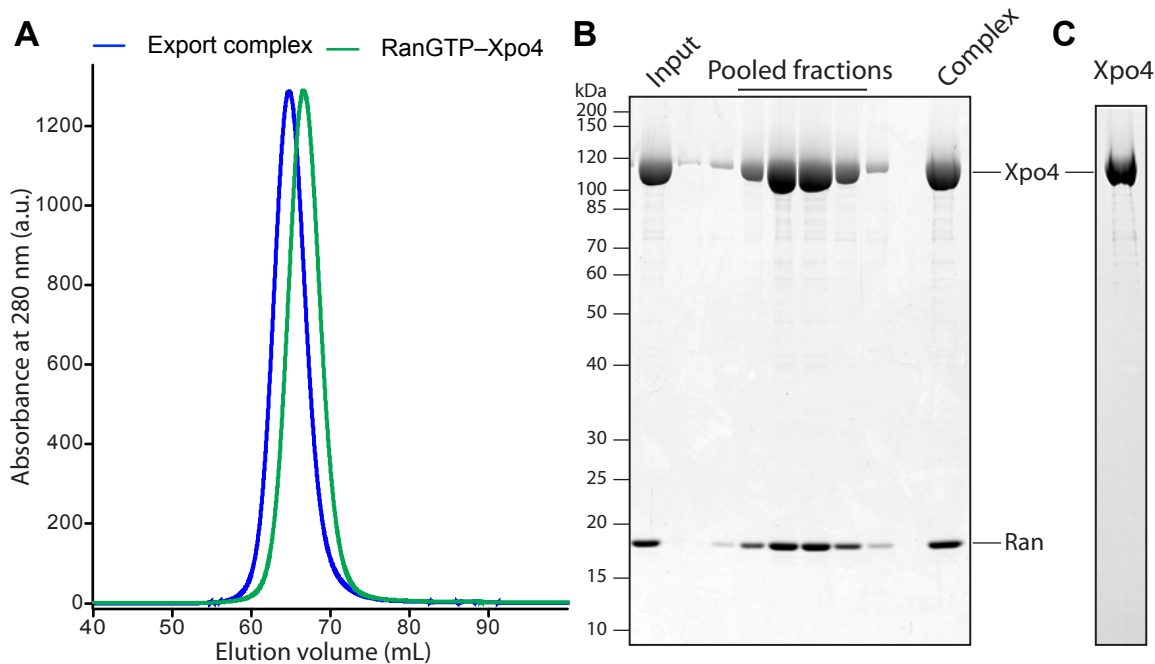 A
Export complex
RanGTP–Xpo4
Absorbance at 280 nm (a.u.)
1200
1000
800
600
400
200
0
40 50 60 70 80 90
Elution volume (mL)
B
Input
Pooled fractions
Complex
kDa
200
150
120
100
85
70
60
50
40
30
25
20
15
10
Xpo4
Ran
C
Xpo4